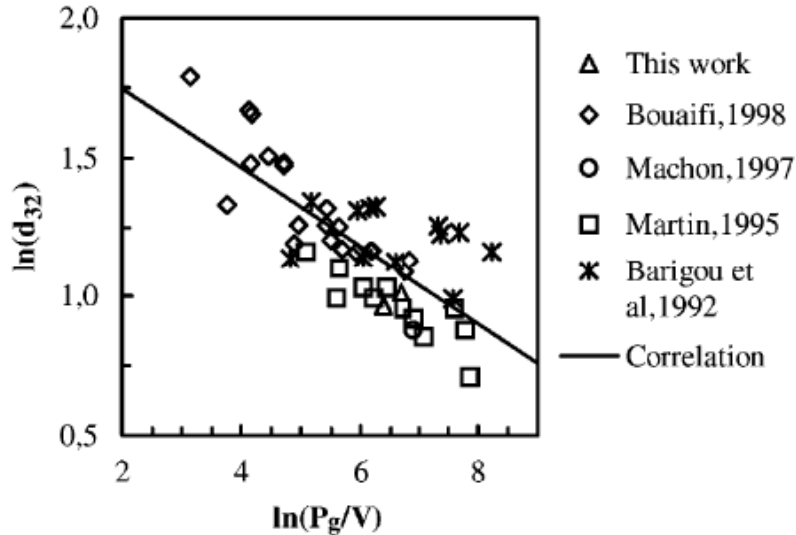 2,0
1,5
1,0
0,5
ln(d32)
2
4
6
8
ln(Pg/V)
This work
Bouaifi,1998
Machon,1997
Martin,1995
Barigou et
al,1992
Correlation